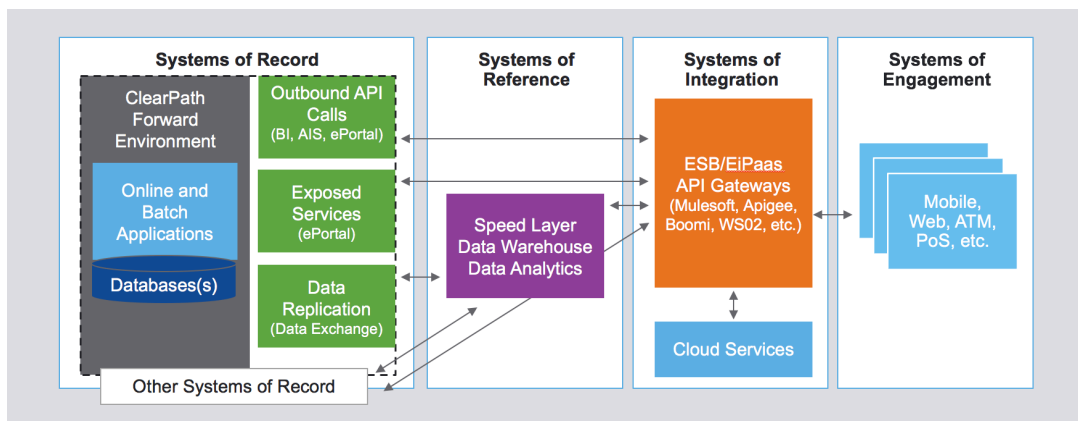 Systems of Record
ClearPath
Forward
Environment
Online and
Batch
Applications
Databases(s)
Outbound API
Calls
(BI, AIS, ePortal)
Exposed
Services
(ePortal)
Data
Replication
(Data Exchange)
Other Systems of Record
Systems of
Reference
Speed Layer
Data Warehouse
Data Analytics
Systems of
Integration
ESB/EiPaas
API Gateways
(Mulesoft, Apigee,
Boomi, WS02, etc.)
Cloud Services
Systems of
Engagement
Mobile,
Web, ATM,
PoS, etc.